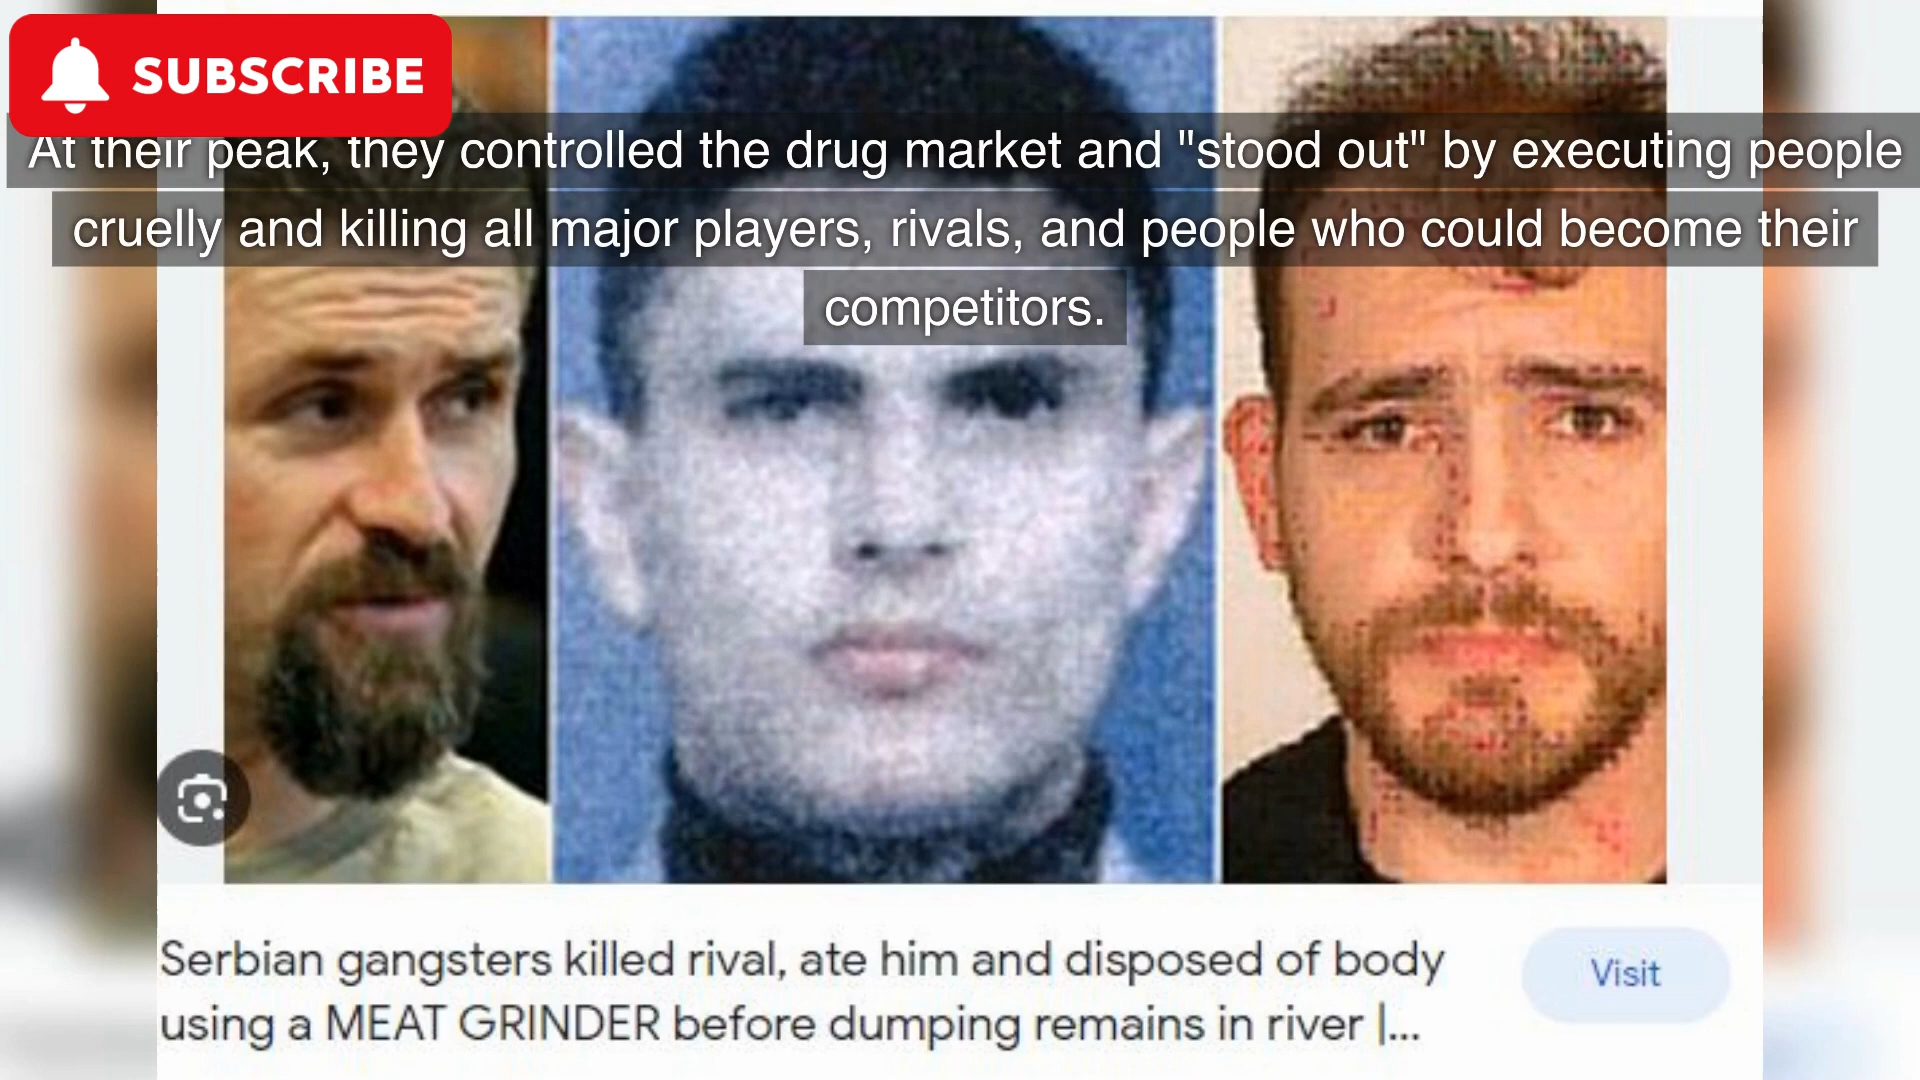 SUBSCRIBE
At their peak, they controlled the drug market and "stood out" by executing people
cruelly and killing all major players, rivals, and people who could become their
competitors.
Serbian gangsters killed rival, ate him and disposed of body
using a MEAT GRINDER before dumping remains in river |...
Visit